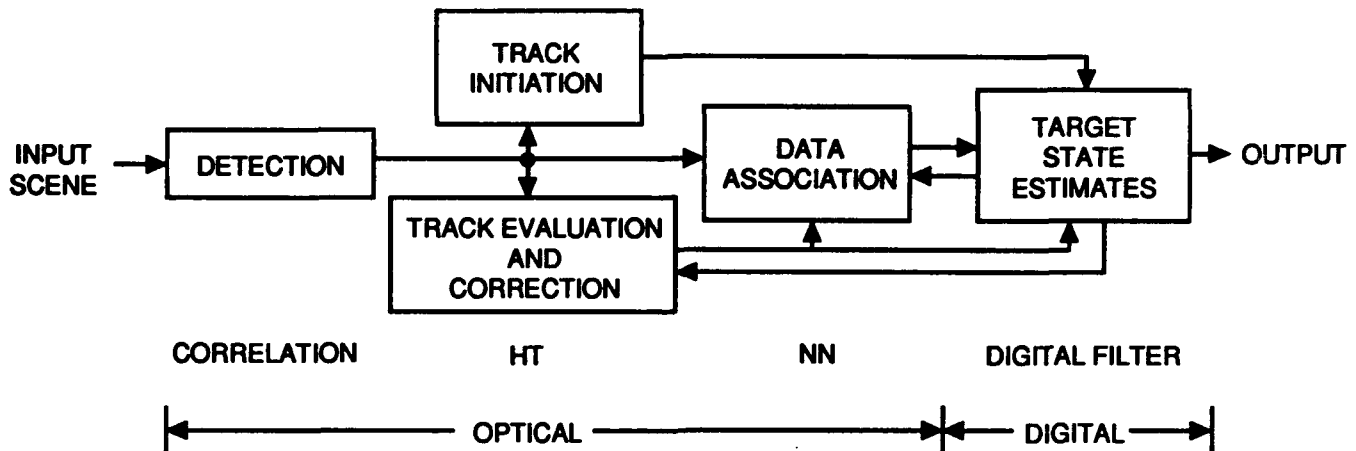 TRACK
INITIATION
INPUT
SCENE
DETECTION
DATA
ASSOCIATION
TARGET
STATE
ESTIMATES
OUTPUT
TRACK EVALUATION
AND
CORRECTION
CORRELATION
HT
NN
DIGITAL FILTER
OPTICAL
DIGITAL